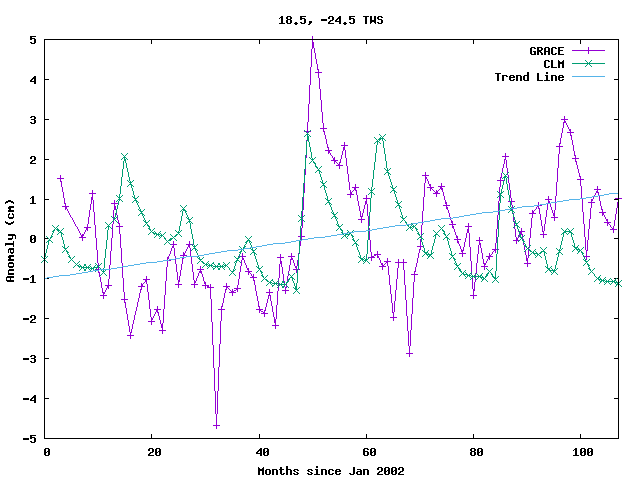 18.5, -24.5 TWS
GRACE
CLM
Trend Line
5
4
3
2
1
0
-1
-2
-3
-4
-5
Anomaly (cm)
0 20 40 60 80 100
Months since Jan 2002